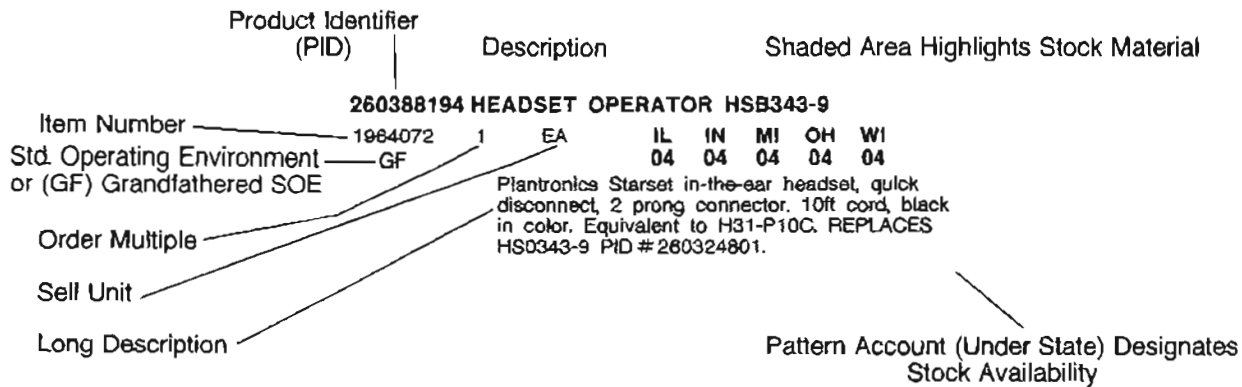 Product Identifier
(PID)
Description
Shaded Area Highlights Stock Material
260388194 HEADSET OPERATOR HSB343-9
Item Number
1984072 1 EA IL IN MI OH WI
Std. Operating Environment
or (GF) Grandfathered SOE
GF 04 04 04 04 04
Plantronics Starset in-the-ear headset, quick
disconnect, 2 prong connector. 10ft cord, black
in color. Equivalent to H31-P10C. REPLACES
HS0343-9 PID #260324801.
Order Multiple
Sell Unit
Long Description
Pattern Account (Under State) Designates
Stock Availability